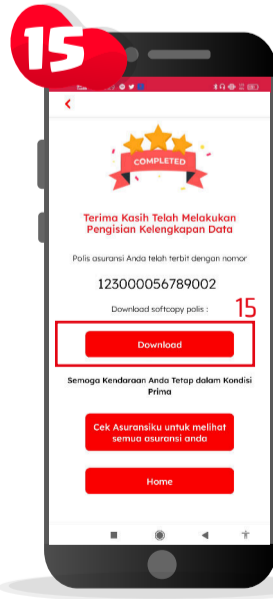 15
COMPLETED
Terima Kasih Telah Melakukan
Pengisian Kelengkapan Data
Polis asuransi Anda telah terbit dengan nomor
123000056789002
Download softcopy polis :
15
Download
Semoga Kendaraan Anda Tetap dalam Kondisi
Prima
Cek Asuransiku untuk melihat
semua asuransi anda
Home